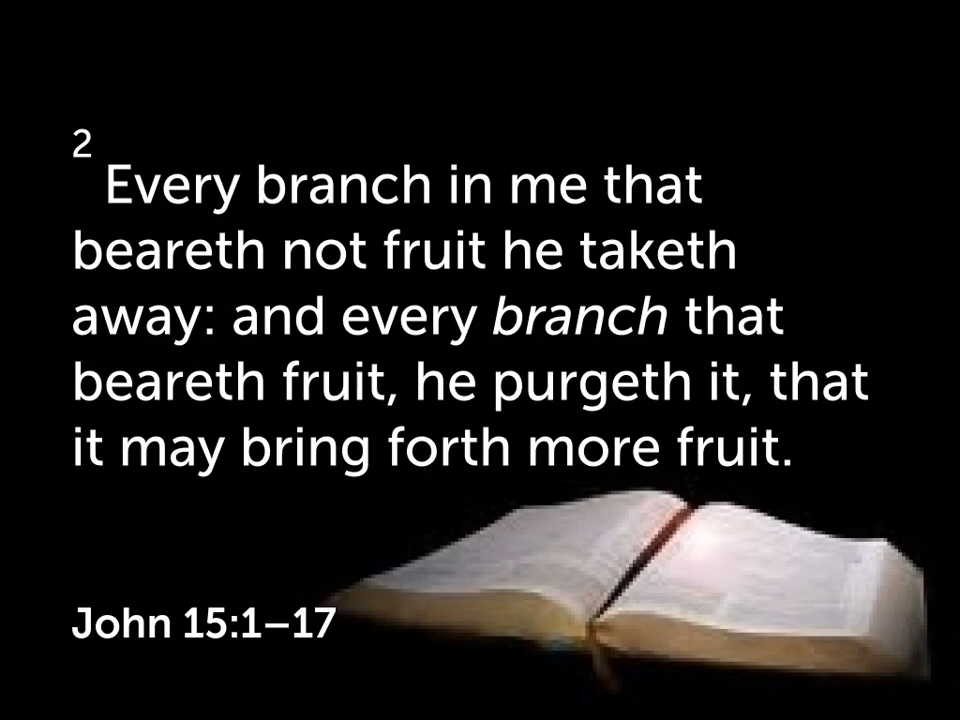 2
Every branch in me that
beareth not fruit he taketh
away: and every branch that
beareth fruit, he purgeth it, that
it may bring forth more fruit.
John 15:1–17